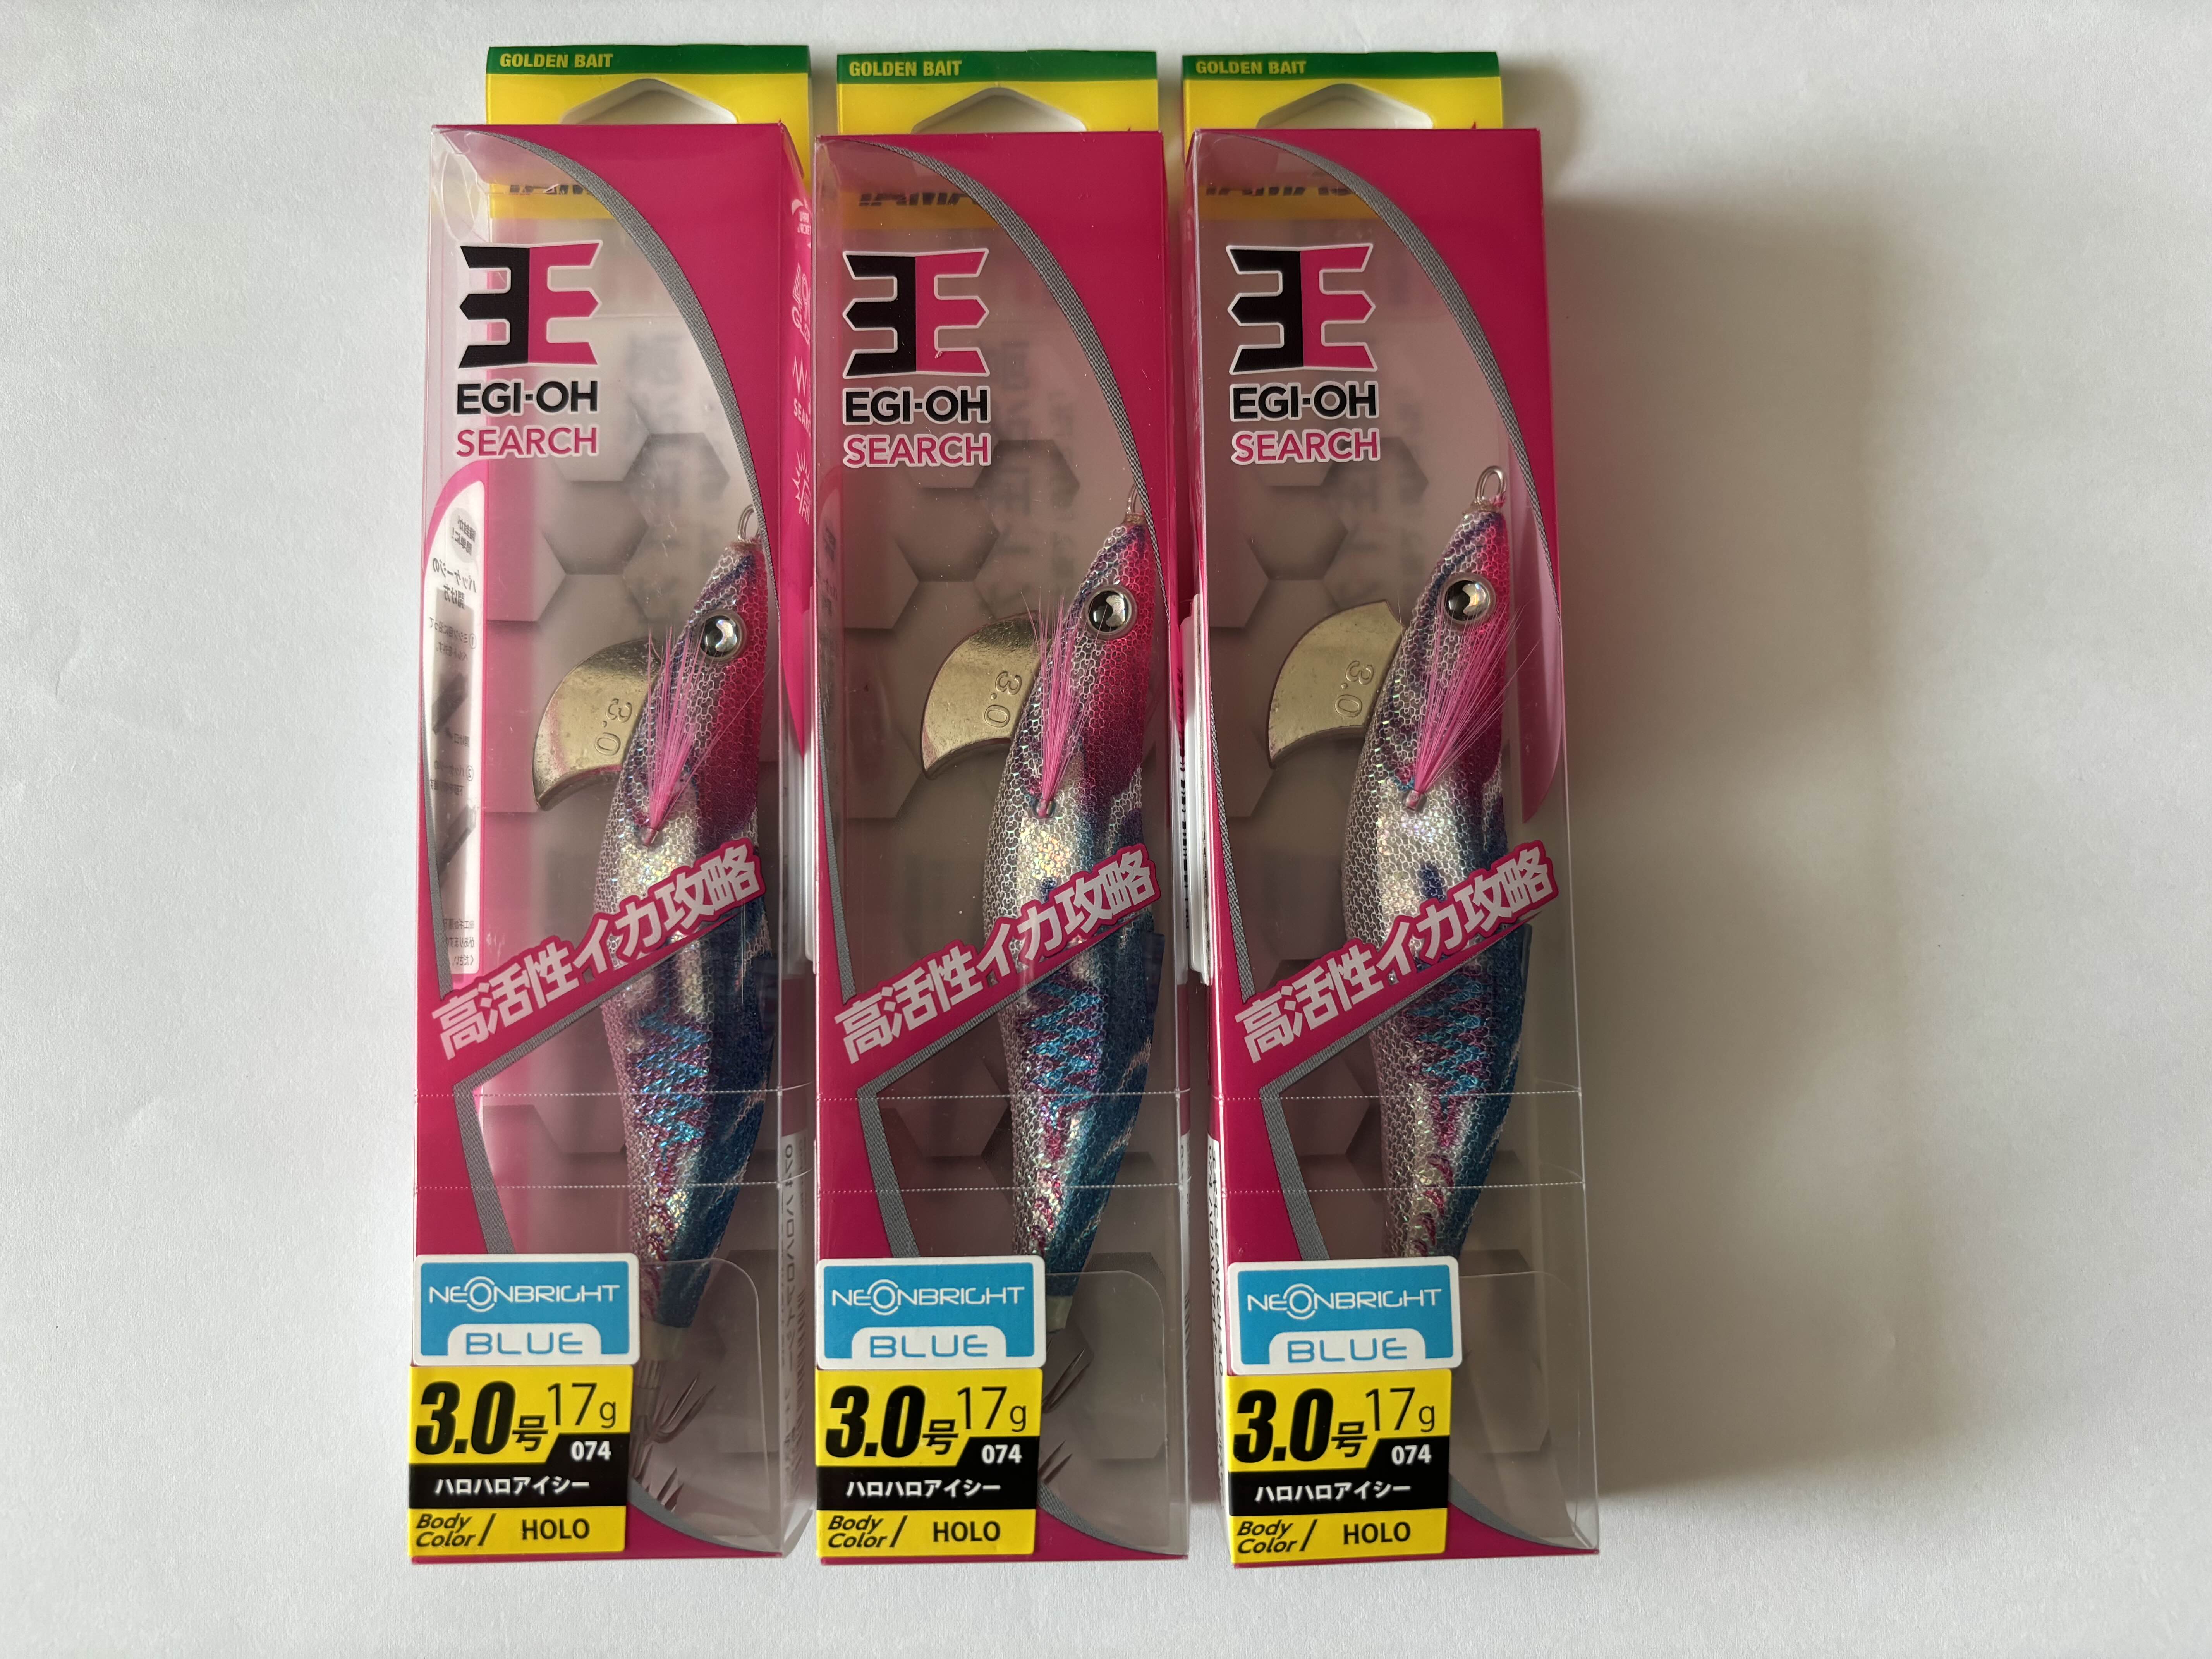 GOLDEN BAIT
EGI-OH
SEARCH
3.0
高活性イカ攻略
NEONBRIGHT
BLUE
3.0号 17g
074
ハロハロアイシー
Body Color / HOLO
GOLDEN BAIT
EGI-OH
SEARCH
3.0
高活性イカ攻略
NEONBRIGHT
BLUE
3.0号 17g
074
ハロハロアイシー
Body Color / HOLO
GOLDEN BAIT
EGI-OH
SEARCH
3.0
高活性イカ攻略
NEONBRIGHT
BLUE
3.0号 17g
074
ハロハロアイシー
Body Color / HOLO